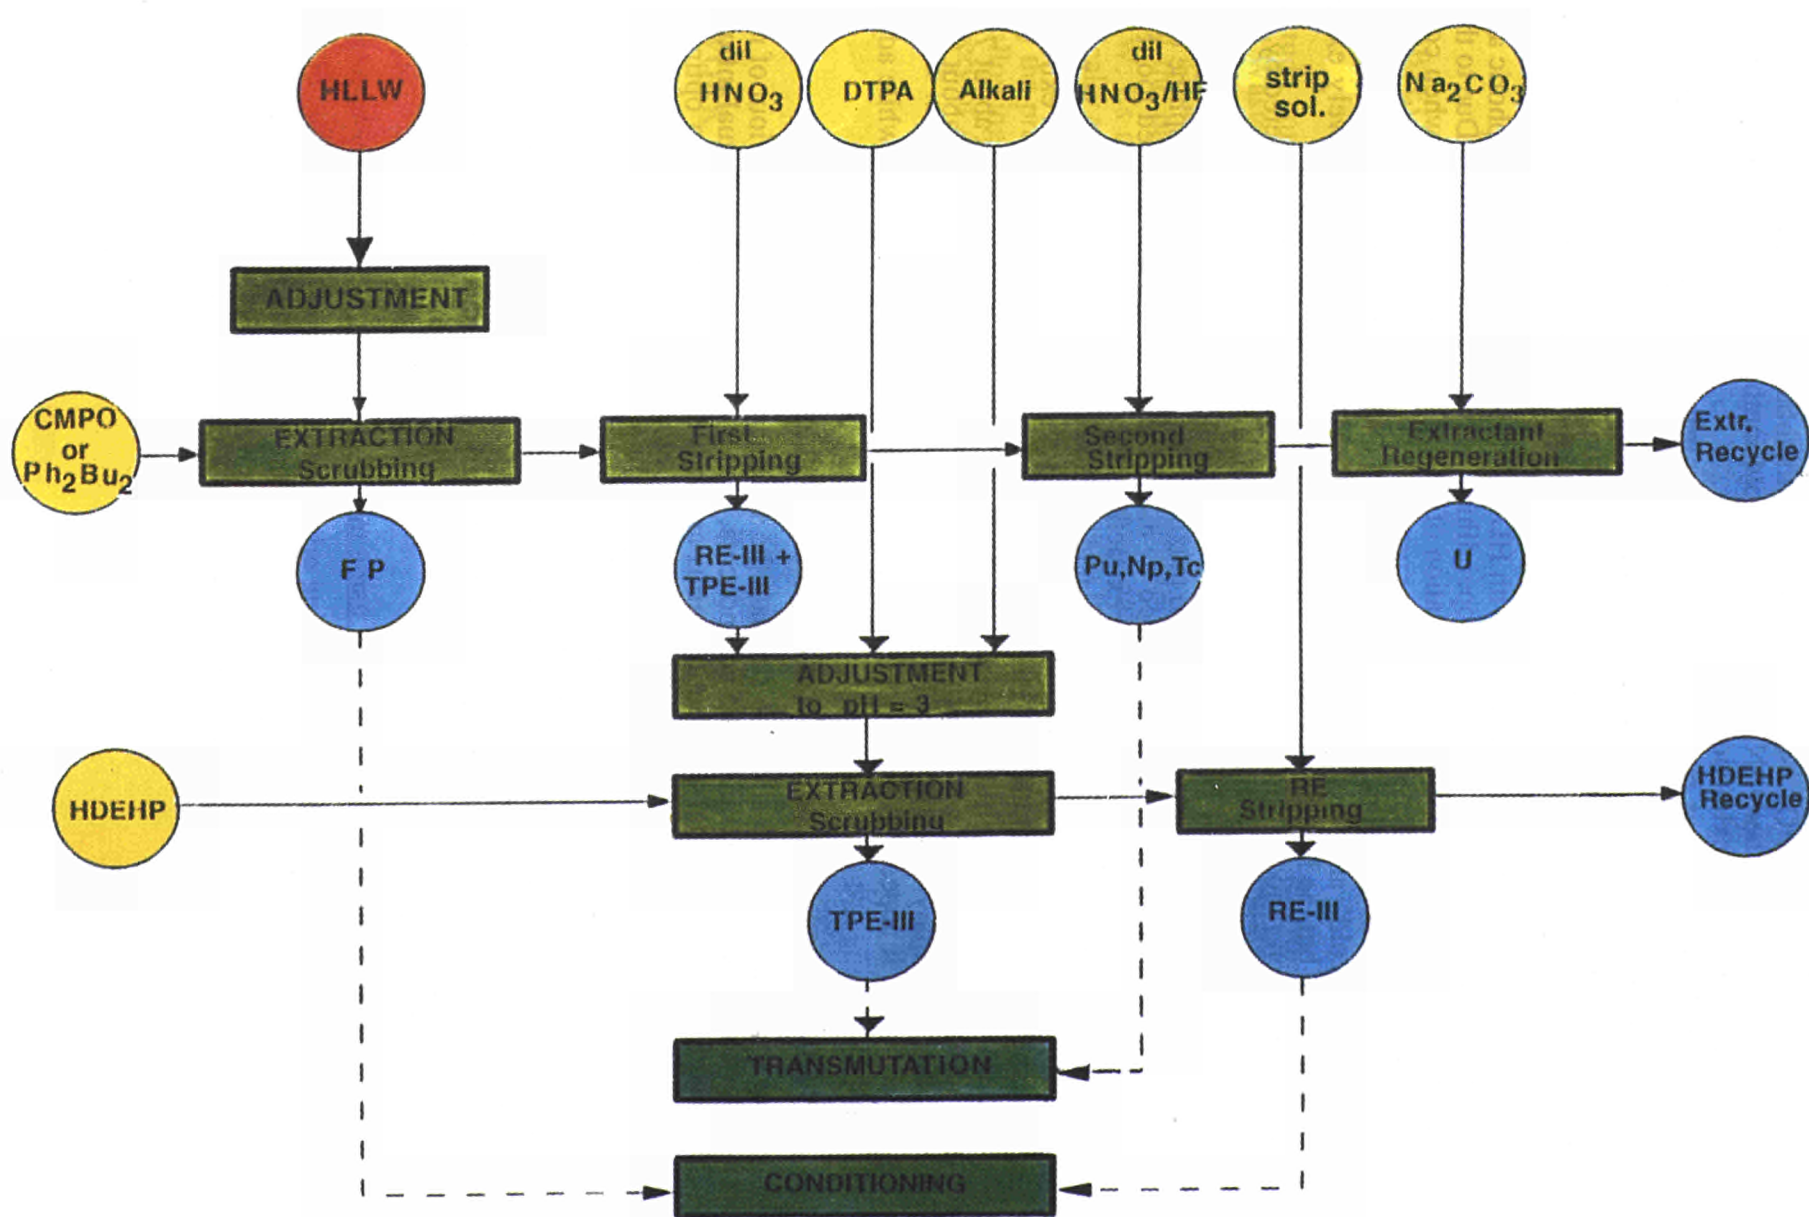 HLLW
dil
HNO3
DTPA
Alkali
dil
HNO3/HF
strip
sol.
Na2CO3
ADJUSTMENT
CMPO
or
Ph2Bu2
EXTRACTION
Scrubbing
First
Stripping
Second
Stripping
Extractant
Regeneration
Extr.
Recycle
F P
RE-III +
TPE-III
Pu,Np,Tc
U
ADJUSTMENT
to pH = 3
HDEHP
EXTRACTION
Scrubbing
RE
Stripping
HDEHP
Recycle
TPE-III
RE-III
TRANSMUTATION
CONDITIONING